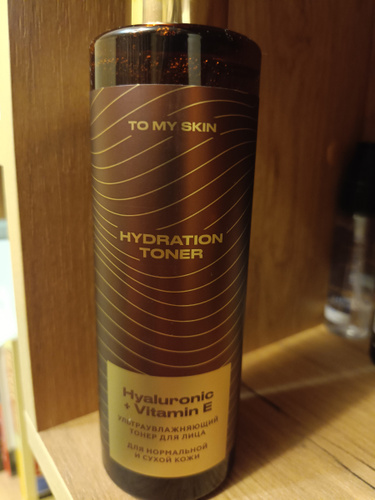 TO MY SKIN
HYDRATION
TONER
Hyaluronic
+ Vitamin E
УЛЬТРАУВЛАЖНЯЮЩИЙ
ТОНЕР ДЛЯ ЛИЦА
ДЛЯ НОРМАЛЬНОЙ
И СУХОЙ КОЖИ